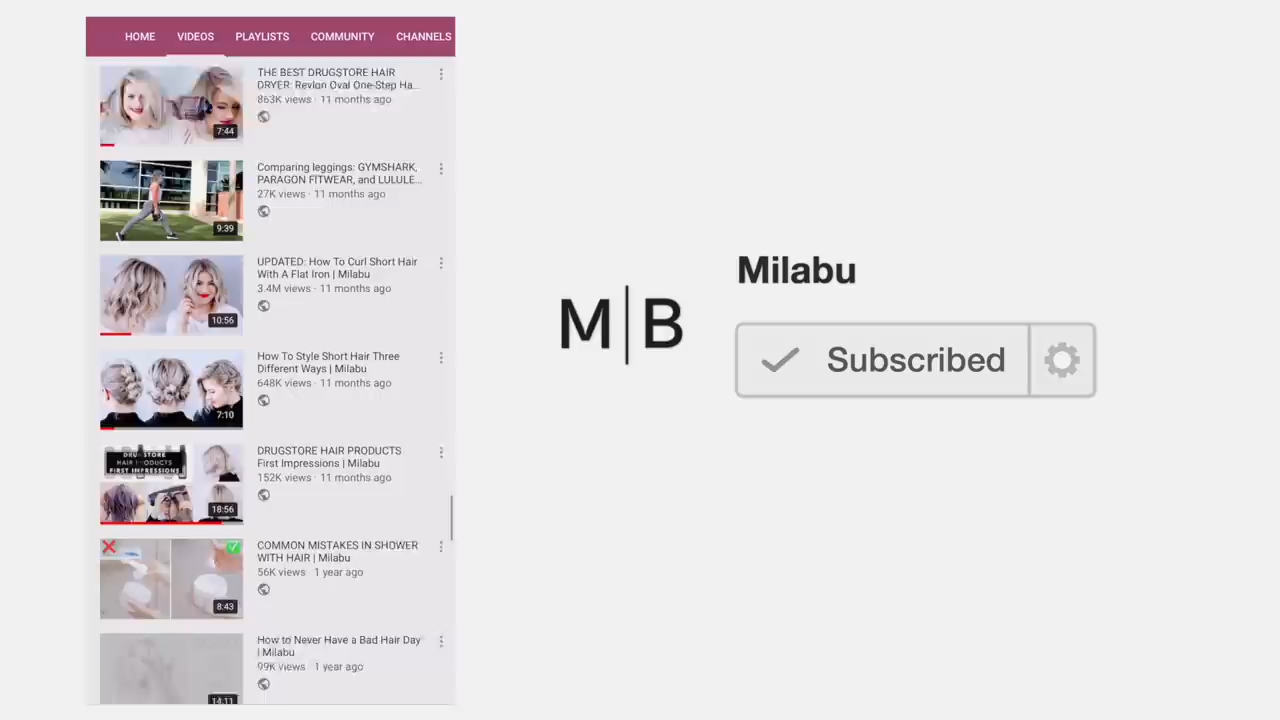 HOME VIDEOS PLAYLISTS COMMUNITY CHANNELS
THE BEST DRUGSTORE HAIR
DRYER: Revlon Oval One-Step Ha...
863K views · 11 months ago
7:44
Comparing leggings: GYMSHARK,
PARAGON FITWEAR, and LULULE...
27K views · 11 months ago
9:39
UPDATED: How To Curl Short Hair
With A Flat Iron | Milabu
3.4M views · 11 months ago
10:56
How To Style Short Hair Three
Different Ways | Milabu
648K views · 11 months ago
7:10
DRUGSTORE
HAIR PRODUCTS
FIRST IMPRESSIONS
DRUGSTORE HAIR PRODUCTS
First Impressions | Milabu
152K views · 11 months ago
18:56
COMMON MISTAKES IN SHOWER
WITH HAIR | Milabu
56K views · 1 year ago
8:43
How to Never Have a Bad Hair Day
| Milabu
99K views · 1 year ago
14:11
M|B
Milabu
Subscribed